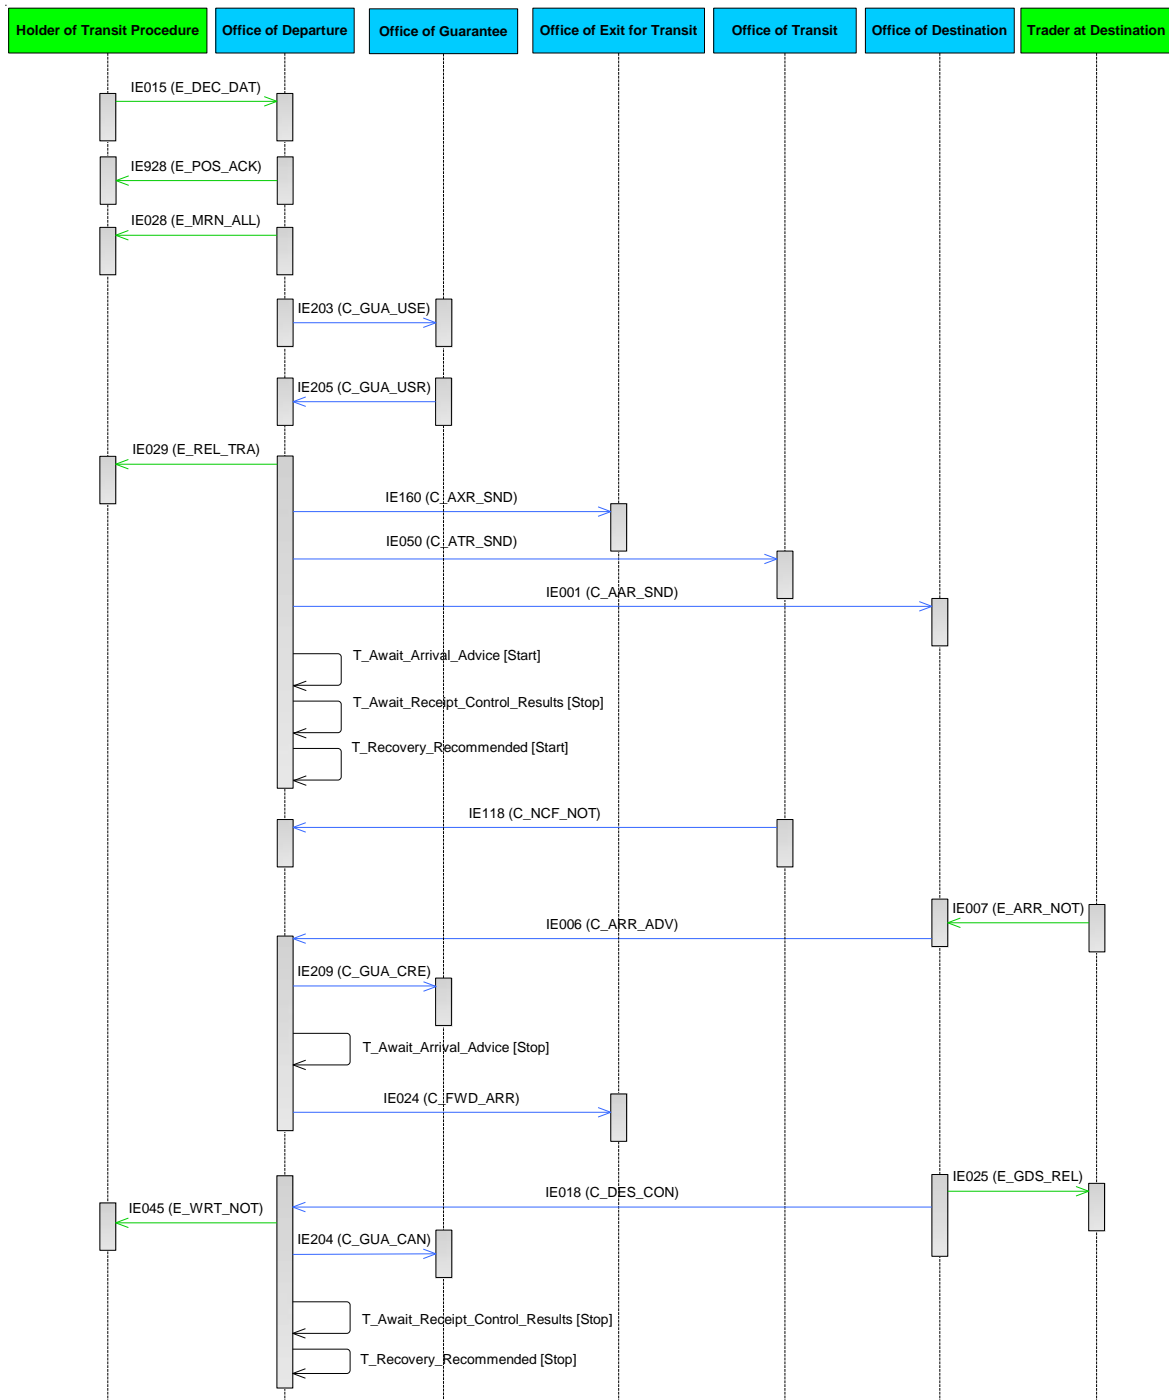 Holder of Transit Procedure
Office of Departure
Office of Guarantee
Office of Exit for Transit
Office of Transit
Office of Destination
Trader at Destination
IE015 (E_DEC_DAT)
IE928 (E_POS_ACK)
IE028 (E_MRN_ALL)
IE203 (C_GUA_USE)
IE205 (C_GUA_USR)
IE029 (E_REL_TRA)
IE160 (C_AXR_SND)
IE050 (C_ATR_SND)
IE001 (C_AAR_SND)
T_Await_Arrival_Advice [Start]
T_Await_Receipt_Control_Results [Stop]
T_Recovery_Recommended [Start]
IE118 (C_NCF_NOT)
IE007 (E_ARR_NOT)
IE006 (C_ARR_ADV)
IE209 (C_GUA_CRE)
T_Await_Arrival_Advice [Stop]
IE024 (C_FWD_ARR)
IE025 (E_GDS_REL)
IE018 (C_DES_CON)
IE045 (E_WRT_NOT)
IE204 (C_GUA_CAN)
T_Await_Receipt_Control_Results [Stop]
T_Recovery_Recommended [Stop]